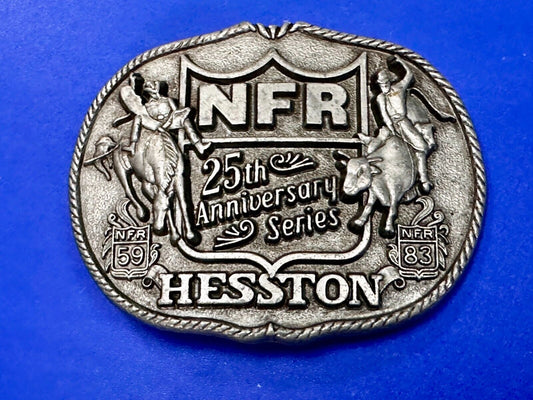 NFR
25th
Anniversary
Series
NFR
59
NFR
83
HESSTON